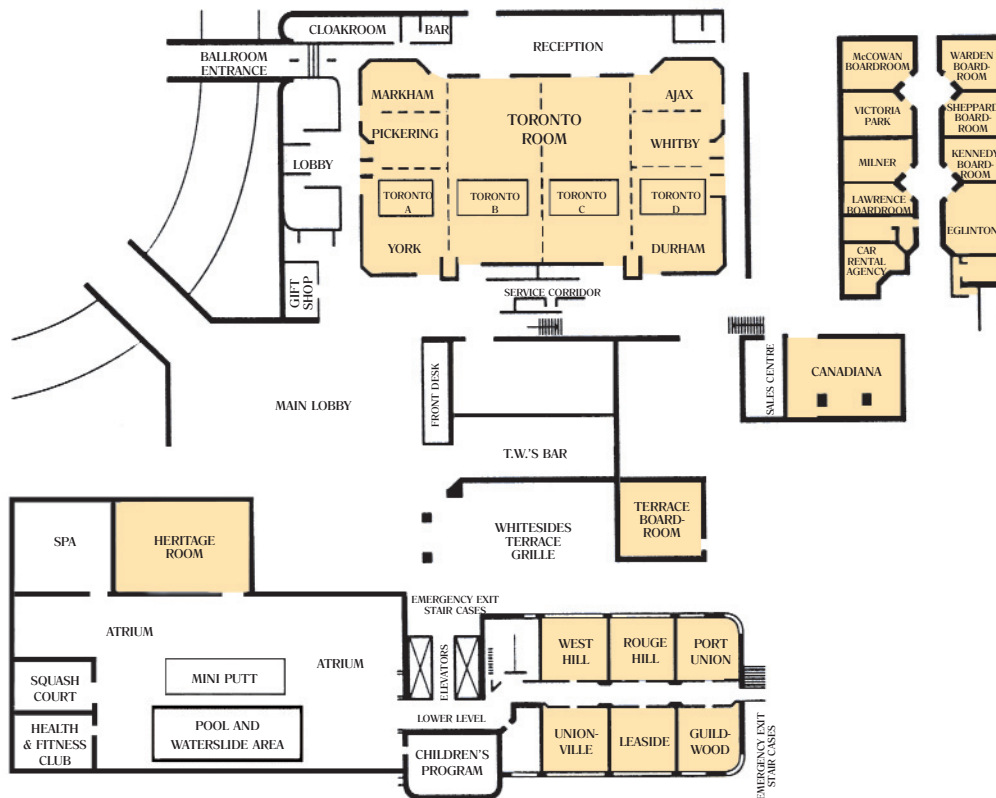 CLOAKROOM
BAR
BALLROOM
ENTRANCE
RECEPTION
MARKHAM
AJAX
PICKERING
TORONTO
ROOM
WHITBY
LOBBY
TORONTO
A
TORONTO
B
TORONTO
C
TORONTO
D
YORK
DURHAM
GIFT
SHOP
SERVICE CORRIDOR
McCOWAN
BOARDROOM
WARDEN
BOARD-
ROOM
VICTORIA
PARK
SHEPPARD
BOARD-
ROOM
MILNER
KENNEDY
BOARD-
ROOM
LAWRENCE
BOARDROOM
EGLINTON
CAR
RENTAL
AGENCY
MAIN LOBBY
FRONT DESK
SALES CENTRE
CANADIANA
T.W.'S BAR
WHITESIDES
TERRACE
GRILLE
TERRACE
BOARD-
ROOM
SPA
HERITAGE
ROOM
EMERGENCY EXIT
STAIR CASES
ATRIUM
ATRIUM
ELEVATORS
WEST
HILL
ROUGE
HILL
PORT
UNION
SQUASH
COURT
MINI PUTT
LOWER LEVEL
HEALTH
& FITNESS
CLUB
POOL AND
WATERSLIDE AREA
CHILDREN'S
PROGRAM
UNION-
VILLE
LEASIDE
GUILD-
WOOD
EMERGENCY EXIT
STAIR CASES